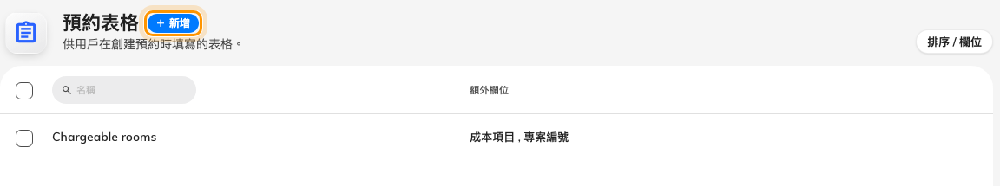 預約表格
+ 新增
供用戶在創建預約時填寫的表格。
排序 / 欄位
名稱
額外欄位
Chargeable rooms
成本項目 , 專案編號